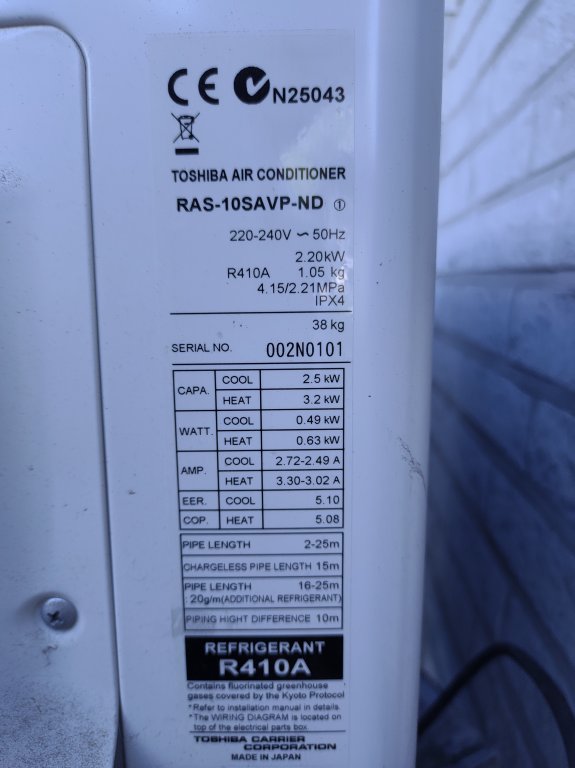 CE N25043
TOSHIBA AIR CONDITIONER
RAS-10SAVP-ND ①
220-240V ∼ 50Hz
2.20kW
R410A 1.05 kg
4.15/2.21MPa
IPX4
38 kg
SERIAL NO. 002N0101
CAPA. COOL 2.5 kW
HEAT 3.2 kW
WATT. COOL 0.49 kW
HEAT 0.63 kW
AMP. COOL 2.72-2.49 A
HEAT 3.30-3.02 A
EER. COOL 5.10
COP. HEAT 5.08
PIPE LENGTH 2-25m
CHARGELESS PIPE LENGTH 15m
PIPE LENGTH 16-25m
: 20g/m(ADDITIONAL REFRIGERANT)
PIPING HIGHT DIFFERENCE 10m
REFRIGERANT
R410A
Contains fluorinated greenhouse
gases covered by the Kyoto Protocol
*Refer to installation manual in details.
*The WIRING DIAGRAM is located on
top of the electrical parts box.
TOSHIBA CARRIER
CORPORATION
MADE IN JAPAN